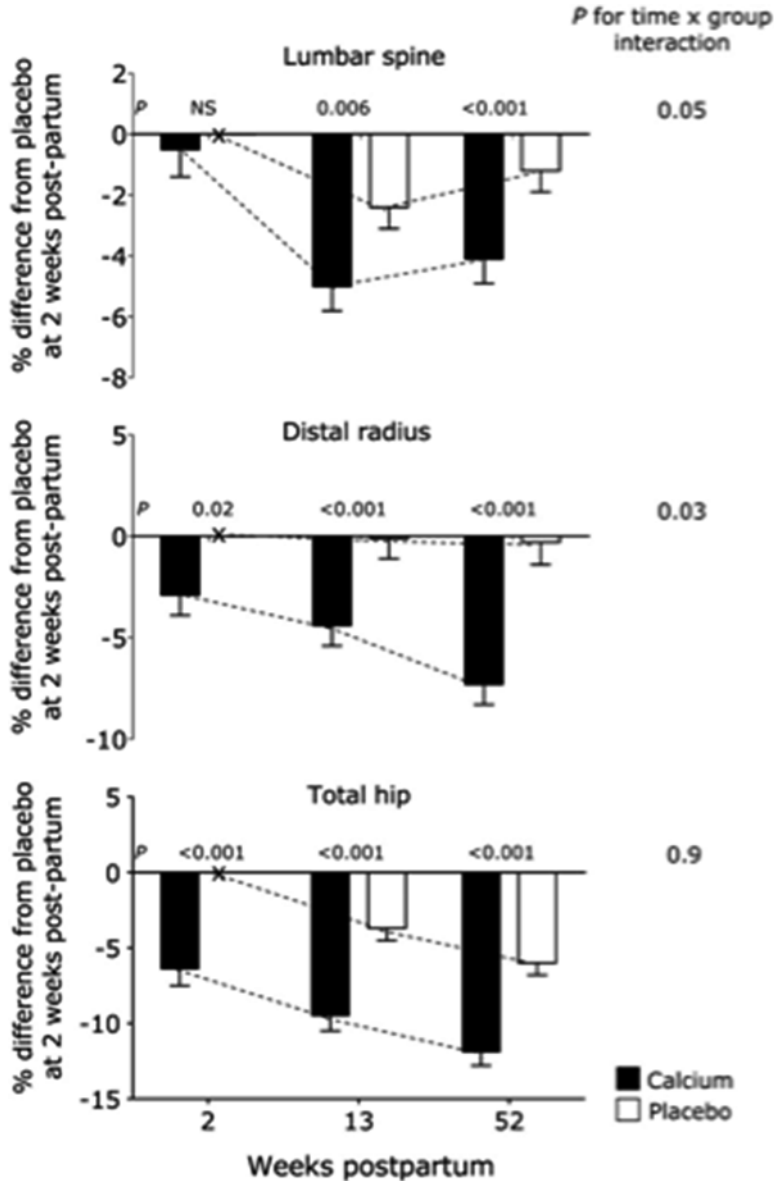 P for time x group
interaction
Lumbar spine
% difference from placebo
at 2 weeks post-partum
2
0
-2
-4
-6
-8
P NS 0.006 <0.001 0.05
Distal radius
% difference from placebo
at 2 weeks post-partum
5
0
-5
-10
P 0.02 <0.001 <0.001 0.03
Total hip
% difference from placebo
at 2 weeks post-partum
5
0
-5
-10
-15
P <0.001 <0.001 <0.001 0.9
Calcium
Placebo
2 13 52
Weeks postpartum